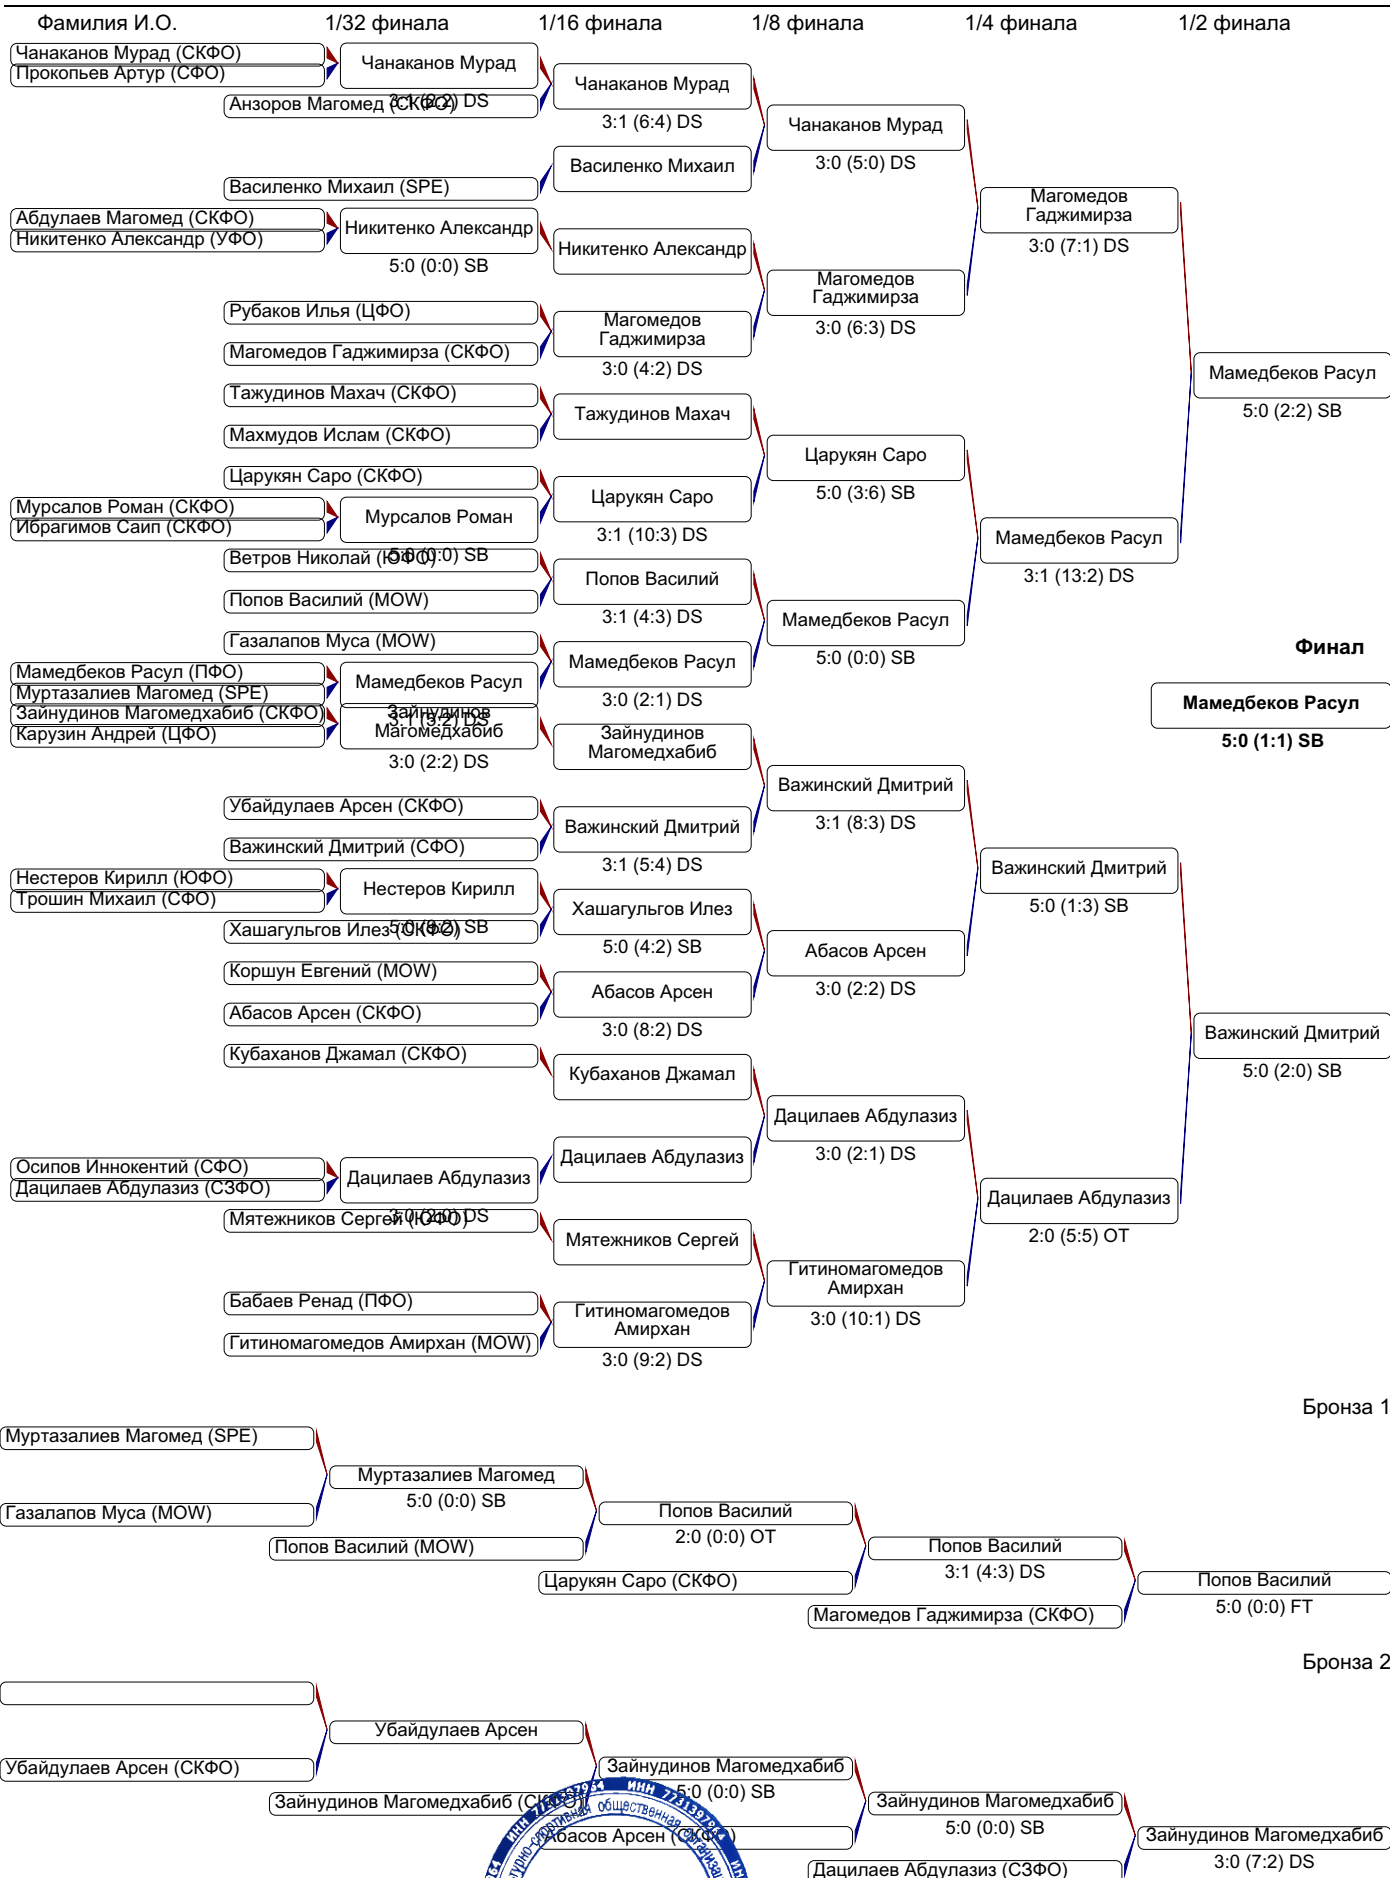 Фамилия И.О. 1/32 финала 1/16 финала 1/8 финала 1/4 финала 1/2 финала
Чанаканов Мурад (СКФО)
Прокопьев Артур (СФО)
Чанаканов Мурад
DS
Анзоров Магомед (СКФО)
Чанаканов Мурад
3:1 (6:4) DS
Василенко Михаил (SPE)
Василенко Михаил
Чанаканов Мурад
3:0 (5:0) DS
Абдулаев Магомед (СКФО)
Никитенко Александр (УФО)
Никитенко Александр
5:0 (0:0) SB
Никитенко Александр
Рубаков Илья (ЦФО)
Магомедов Гаджимирза (СКФО)
Магомедов
Гаджимирза
3:0 (4:2) DS
Магомедов
Гаджимирза
3:0 (6:3) DS
Магомедов
Гаджимирза
3:0 (7:1) DS
Тажудинов Махач (СКФО)
Махмудов Ислам (СКФО)
Тажудинов Махач
Царукян Саро (СКФО)
Мурсалов Роман (СКФО)
Ибрагимов Саип (СКФО)
Мурсалов Роман
5:0 (0:0) SB
Царукян Саро
3:1 (10:3) DS
Царукян Саро
5:0 (3:6) SB
Ветров Николай (ЮФО)
Попов Василий (MOW)
Попов Василий
3:1 (4:3) DS
Газалапов Муса (MOW)
Мамедбеков Расул (ПФО)
Муртазалиев Магомед (SPE)
Мамедбеков Расул
DS
Мамедбеков Расул
3:0 (2:1) DS
Мамедбеков Расул
5:0 (0:0) SB
Мамедбеков Расул
3:1 (13:2) DS
Мамедбеков Расул
5:0 (2:2) SB
Финал
Мамедбеков Расул
5:0 (1:1) SB
Зайнудинов Магомедхабиб (СКФО)
Карузин Андрей (ЦФО)
Зайнудинов
Магомедхабиб
3:0 (2:2) DS
Зайнудинов
Магомедхабиб
Убайдулаев Арсен (СКФО)
Важинский Дмитрий (СФО)
Важинский Дмитрий
3:1 (5:4) DS
Важинский Дмитрий
3:1 (8:3) DS
Нестеров Кирилл (ЮФО)
Трошин Михаил (СФО)
Нестеров Кирилл
SB
Хашагульгов Илез (СКФО)
Хашагульгов Илез
5:0 (4:2) SB
Коршун Евгений (MOW)
Абасов Арсен (СКФО)
Абасов Арсен
3:0 (8:2) DS
Абасов Арсен
3:0 (2:2) DS
Важинский Дмитрий
5:0 (1:3) SB
Кубаханов Джамал (СКФО)
Кубаханов Джамал
Осипов Иннокентий (СФО)
Дацилаев Абдулазиз (СЗФО)
Дацилаев Абдулазиз
3:0 (2:0) DS
Дацилаев Абдулазиз
Дацилаев Абдулазиз
3:0 (2:1) DS
Мятежников Сергей (ЮФО)
Мятежников Сергей
Бабаев Ренад (ПФО)
Гитиномагомедов Амирхан (MOW)
Гитиномагомедов
Амирхан
3:0 (9:2) DS
Гитиномагомедов
Амирхан
3:0 (10:1) DS
Дацилаев Абдулазиз
2:0 (5:5) OT
Важинский Дмитрий
5:0 (2:0) SB
Бронза 1
Муртазалиев Магомед (SPE)
Газалапов Муса (MOW)
Муртазалиев Магомед
5:0 (0:0) SB
Попов Василий (MOW)
Попов Василий
2:0 (0:0) OT
Царукян Саро (СКФО)
Попов Василий
3:1 (4:3) DS
Магомедов Гаджимирза (СКФО)
Попов Василий
5:0 (0:0) FT
Бронза 2
Убайдулаев Арсен (СКФО)
Убайдулаев Арсен
Зайнудинов Магомедхабиб (СКФО)
Зайнудинов Магомедхабиб
5:0 (0:0) SB
Абасов Арсен (СКФО)
Зайнудинов Магомедхабиб
5:0 (0:0) SB
Дацилаев Абдулазиз (СЗФО)
Зайнудинов Магомедхабиб
3:0 (7:2) DS
ИНН 7731397964
общественная